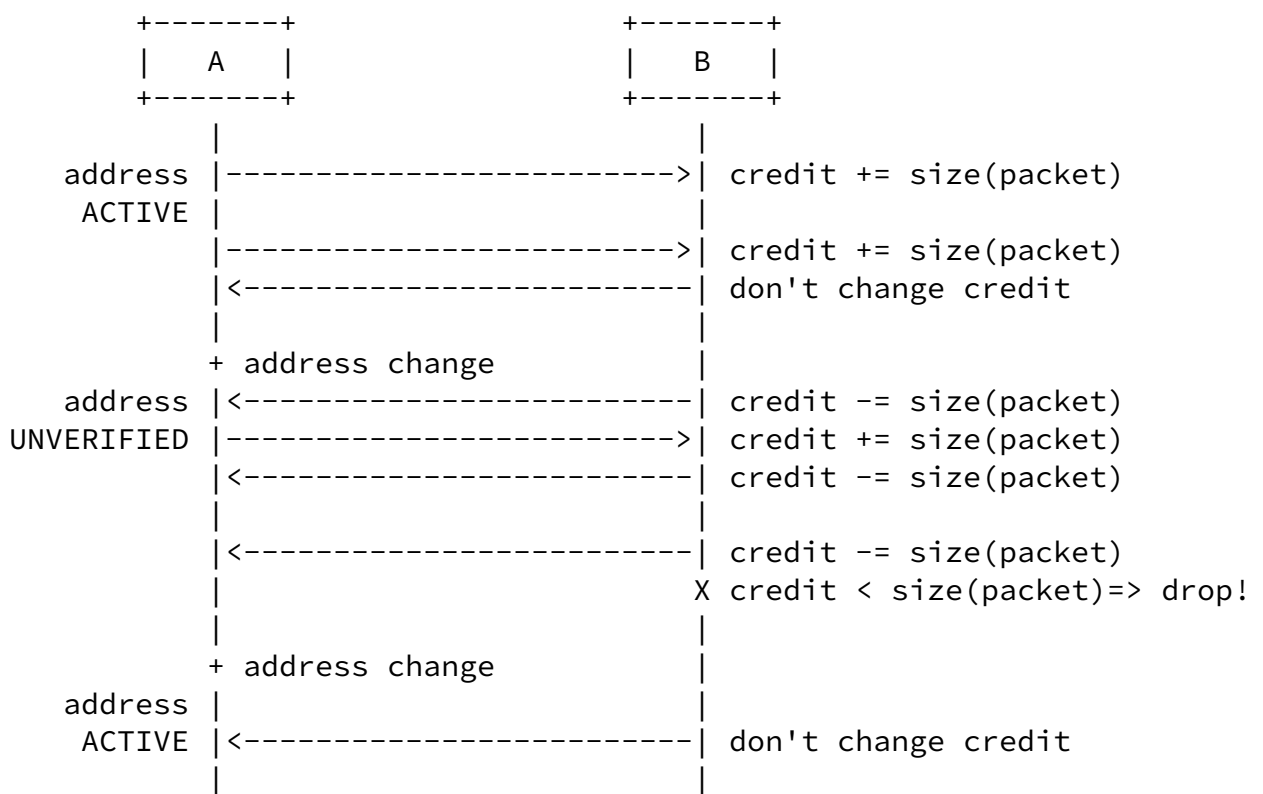 A B
address credit += size(packet)
ACTIVE
credit += size(packet)
don't change credit
+ address change
address credit -= size(packet)
UNVERIFIED credit += size(packet)
credit -= size(packet)
credit -= size(packet)
X credit < size(packet)=> drop!
+ address change
address
ACTIVE don't change credit